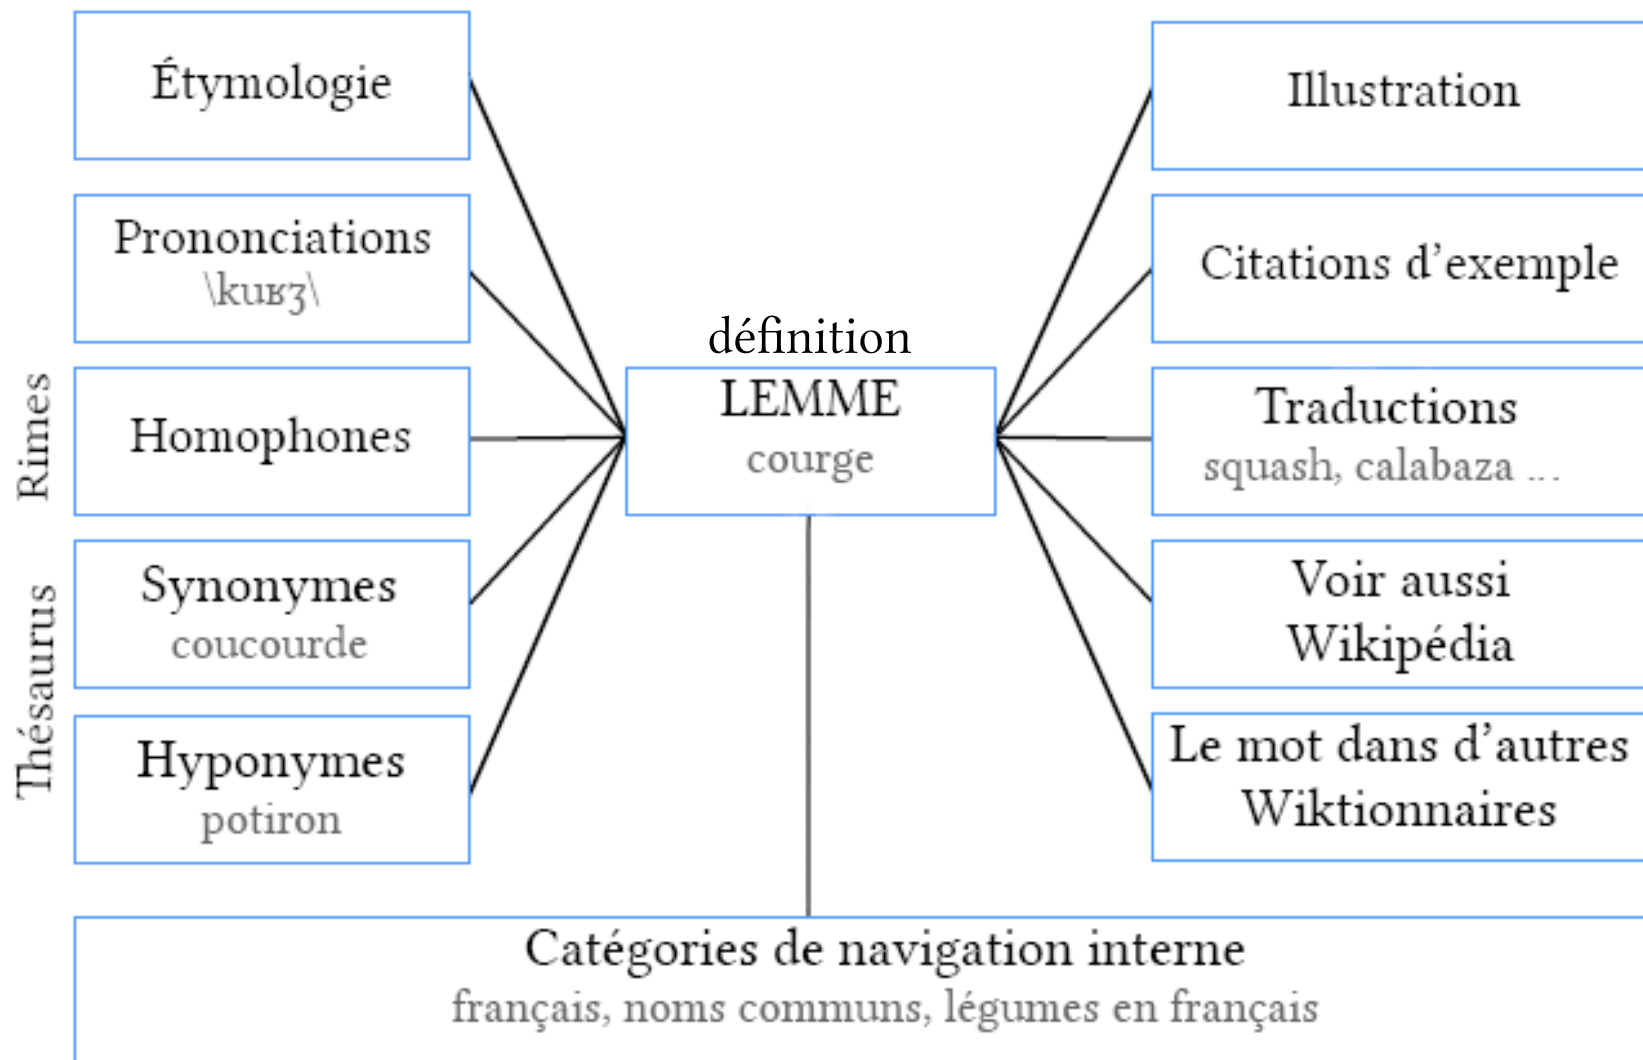 Étymologie
Prononciations
\kuʁʒ\
Rimes
Homophones
Thésaurus
Synonymes
coucourde
Hyponymes
potiron
définition
LEMME
courge
Illustration
Citations d’exemple
Traductions
squash, calabaza ...
Voir aussi
Wikipédia
Le mot dans d’autres
Wiktionnaires
Catégories de navigation interne
français, noms communs, légumes en français